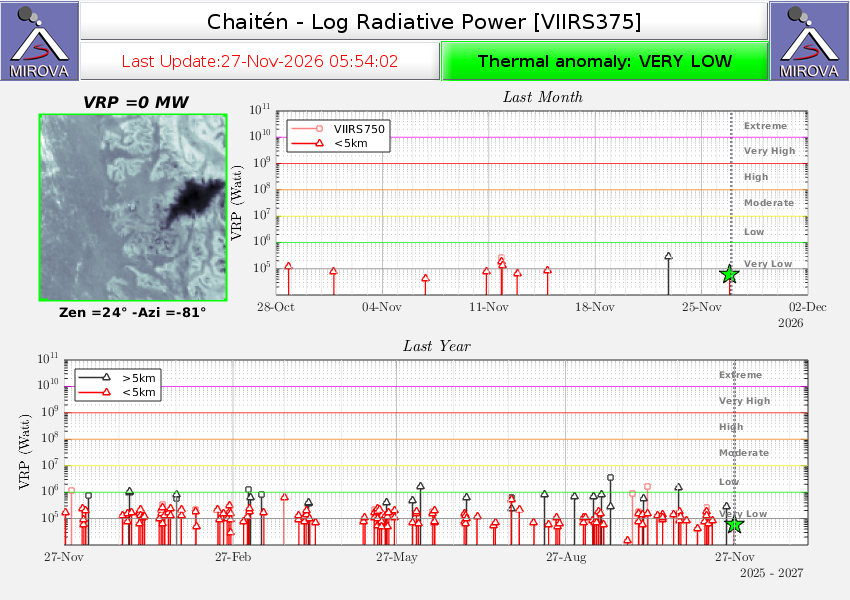 Chaitén - Log Radiative Power [VIIRS375]
MIROVA
Last Update:27-Nov-2026 05:54:02
Thermal anomaly: VERY LOW
MIROVA
VRP =0 MW
Zen =24° -Azi =-81°
Last Month
VRP (Watt)
10^11
10^10
10^9
10^8
10^7
10^6
10^5
VIIRS750
<5km
Extreme
Very High
High
Moderate
Low
Very Low
28-Oct
04-Nov
11-Nov
18-Nov
25-Nov
02-Dec
2026
Last Year
VRP (Watt)
10^11
10^10
10^9
10^8
10^7
10^6
10^5
>5km
<5km
Extreme
Very High
High
Moderate
Low
Very Low
27-Nov
27-Feb
27-May
27-Aug
27-Nov
2025 - 2027